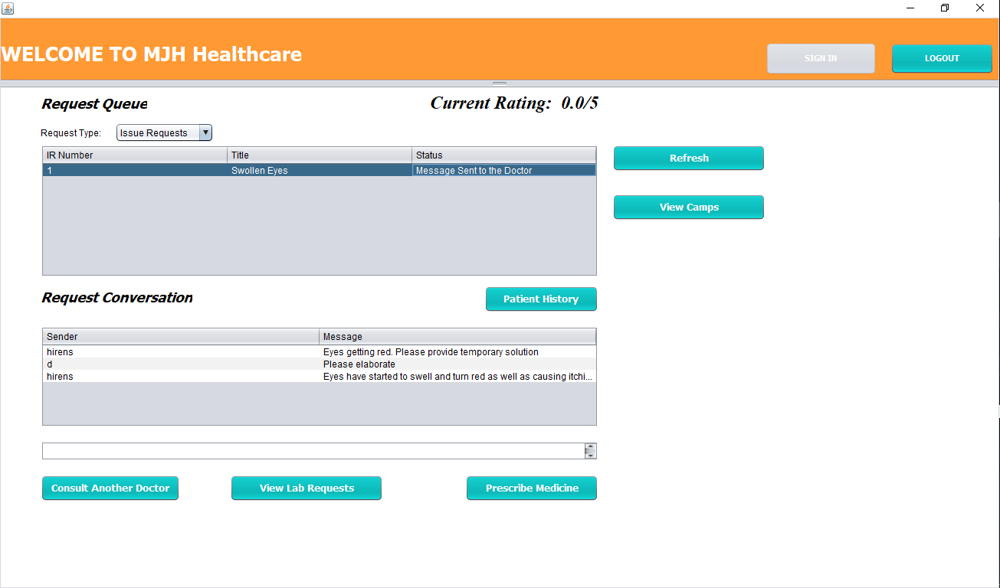 WELCOME TO MJH Healthcare
SIGN IN
LOGOUT
Request Queue
Current Rating: 0.0/5
Request Type:
Issue Requests
IR Number Title Status
1 Swollen Eyes Message Sent to the Doctor
Refresh
View Camps
Request Conversation
Patient History
Sender Message
hirens Eyes getting red. Please provide temporary solution
d Please elaborate
hirens Eyes have started to swell and turn red as well as causing itchi...
Consult Another Doctor
View Lab Requests
Prescribe Medicine